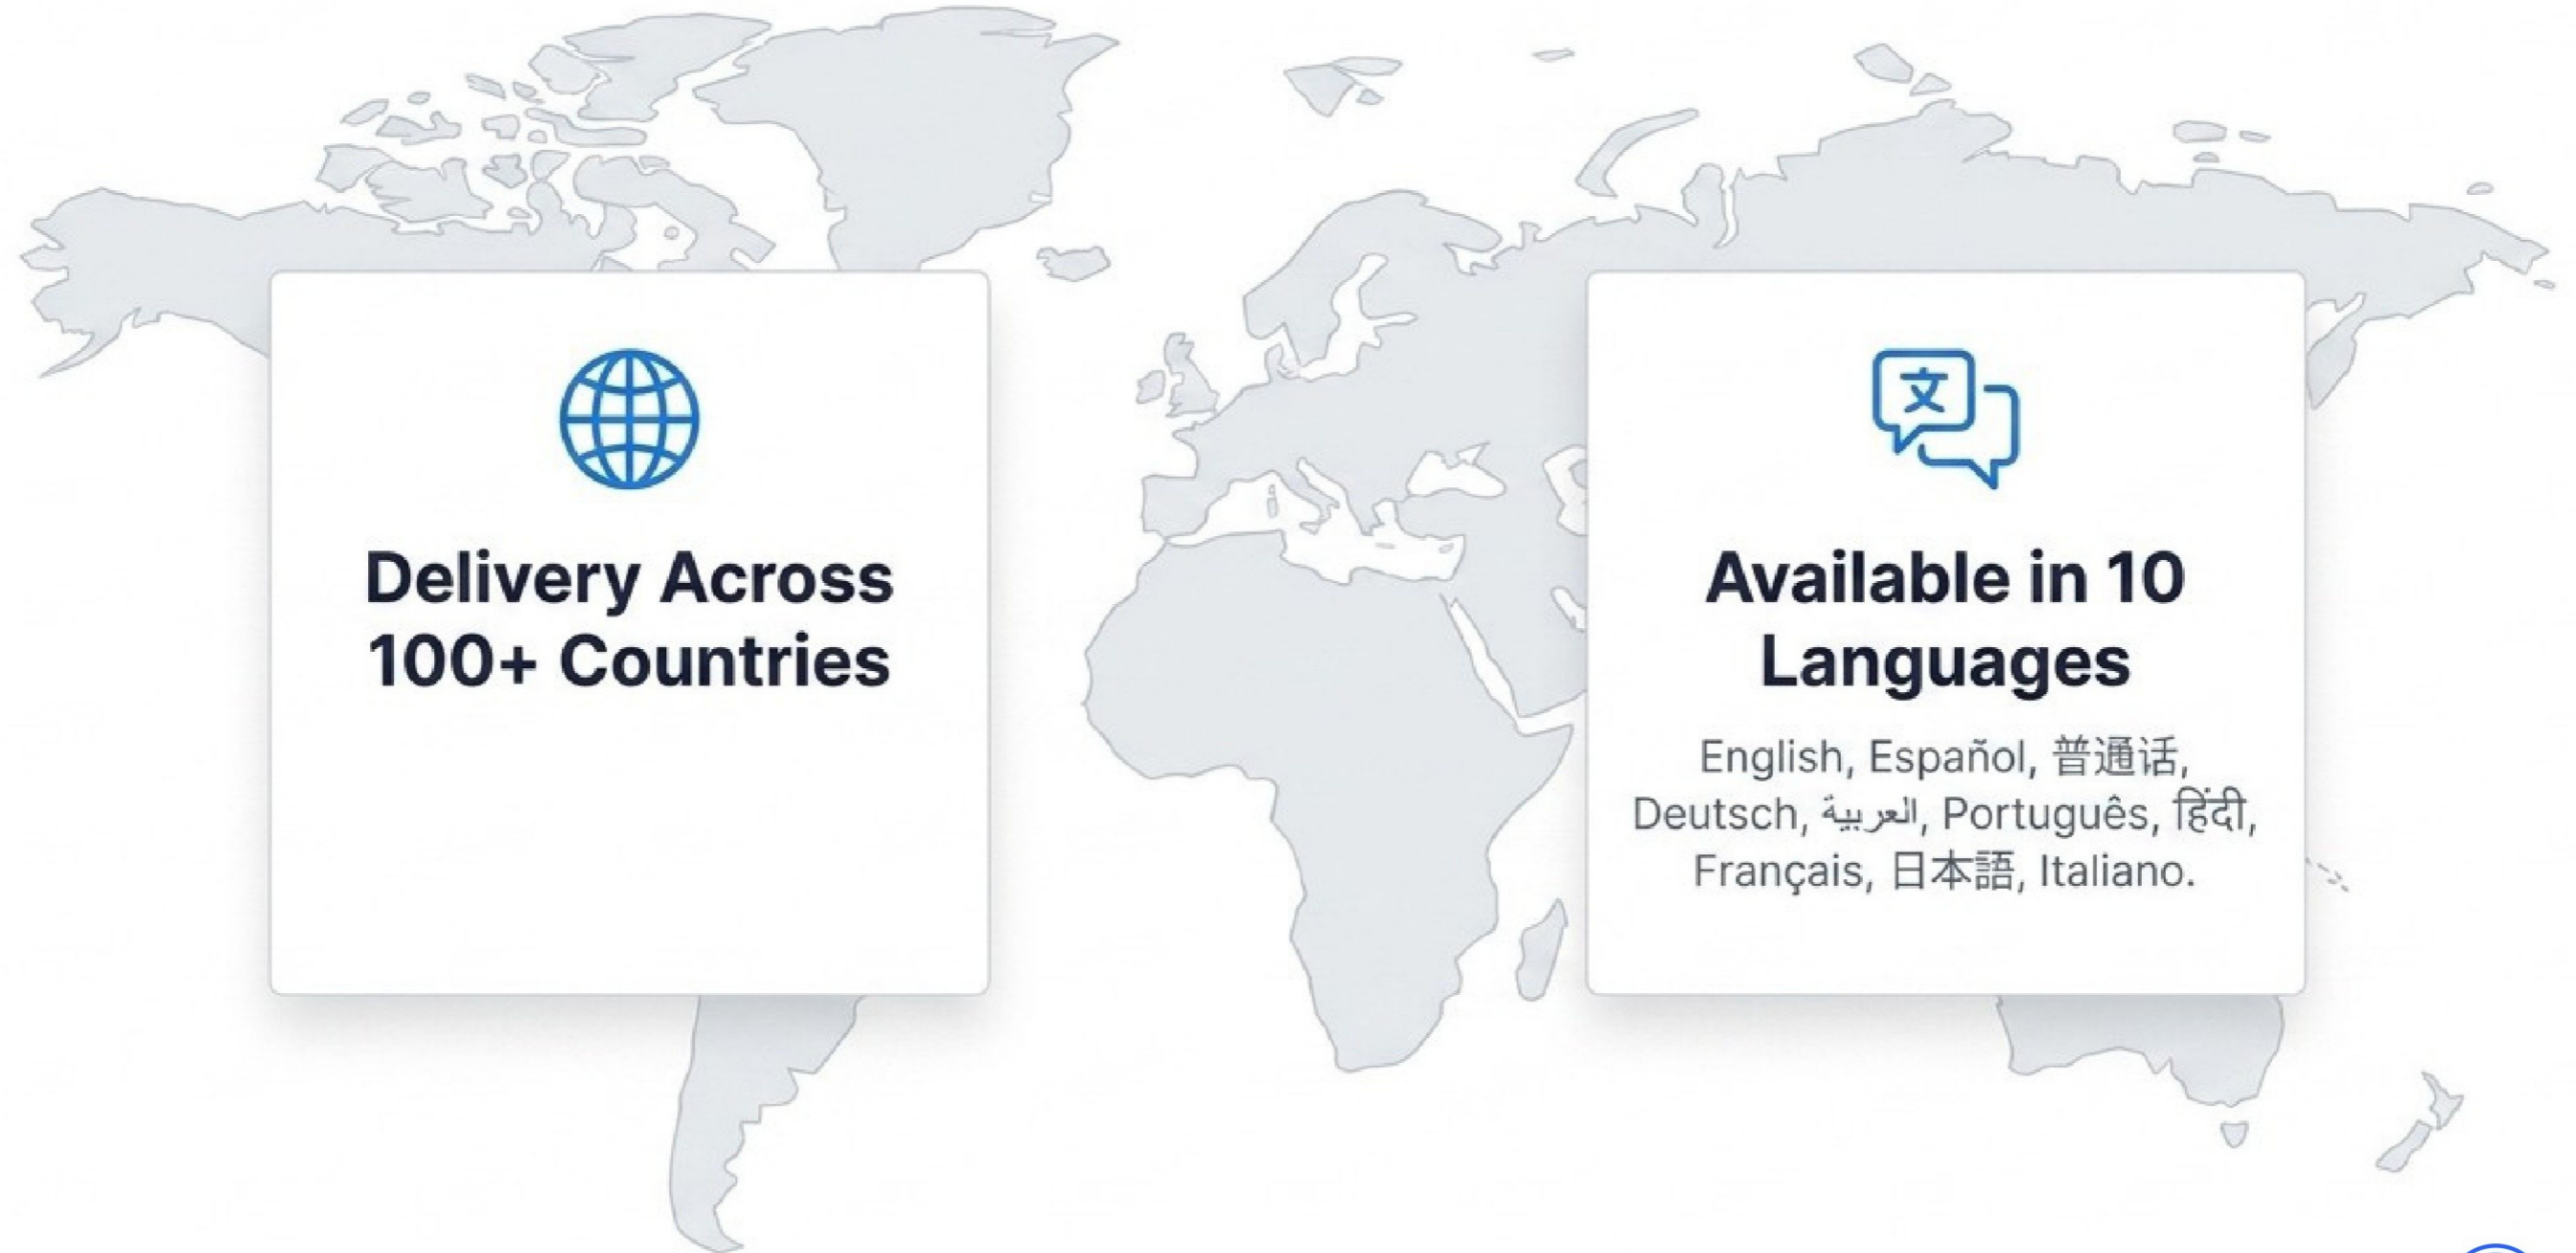 Delivery Across
100+ Countries
文
Available in 10
Languages
English, Español, 普通话,
Deutsch, العربية, Português, हिंदी,
Français, 日本語, Italiano.